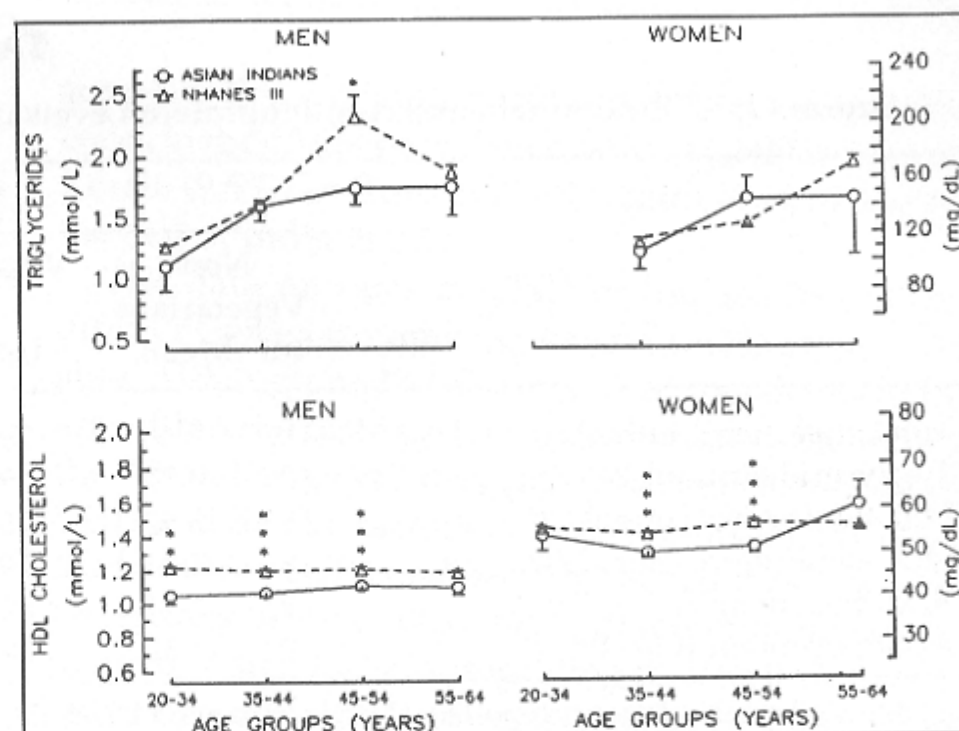 MEN
WOMEN
ASIAN INDIANS
NHANES III
TRIGLYCERIDES
(mmol/L)
2.5
2.0
1.5
1.0
0.5
*
240
200
160
120
80
(mg/dL)
MEN
WOMEN
HDL CHOLESTEROL
(mmol/L)
2.0
1.8
1.6
1.4
1.2
1.0
0.8
0.6
80
70
60
50
40
30
(mg/dL)
20-34 35-44 45-54 55-64
20-34 35-44 45-54 55-64
AGE GROUPS (YEARS)
AGE GROUPS (YEARS)